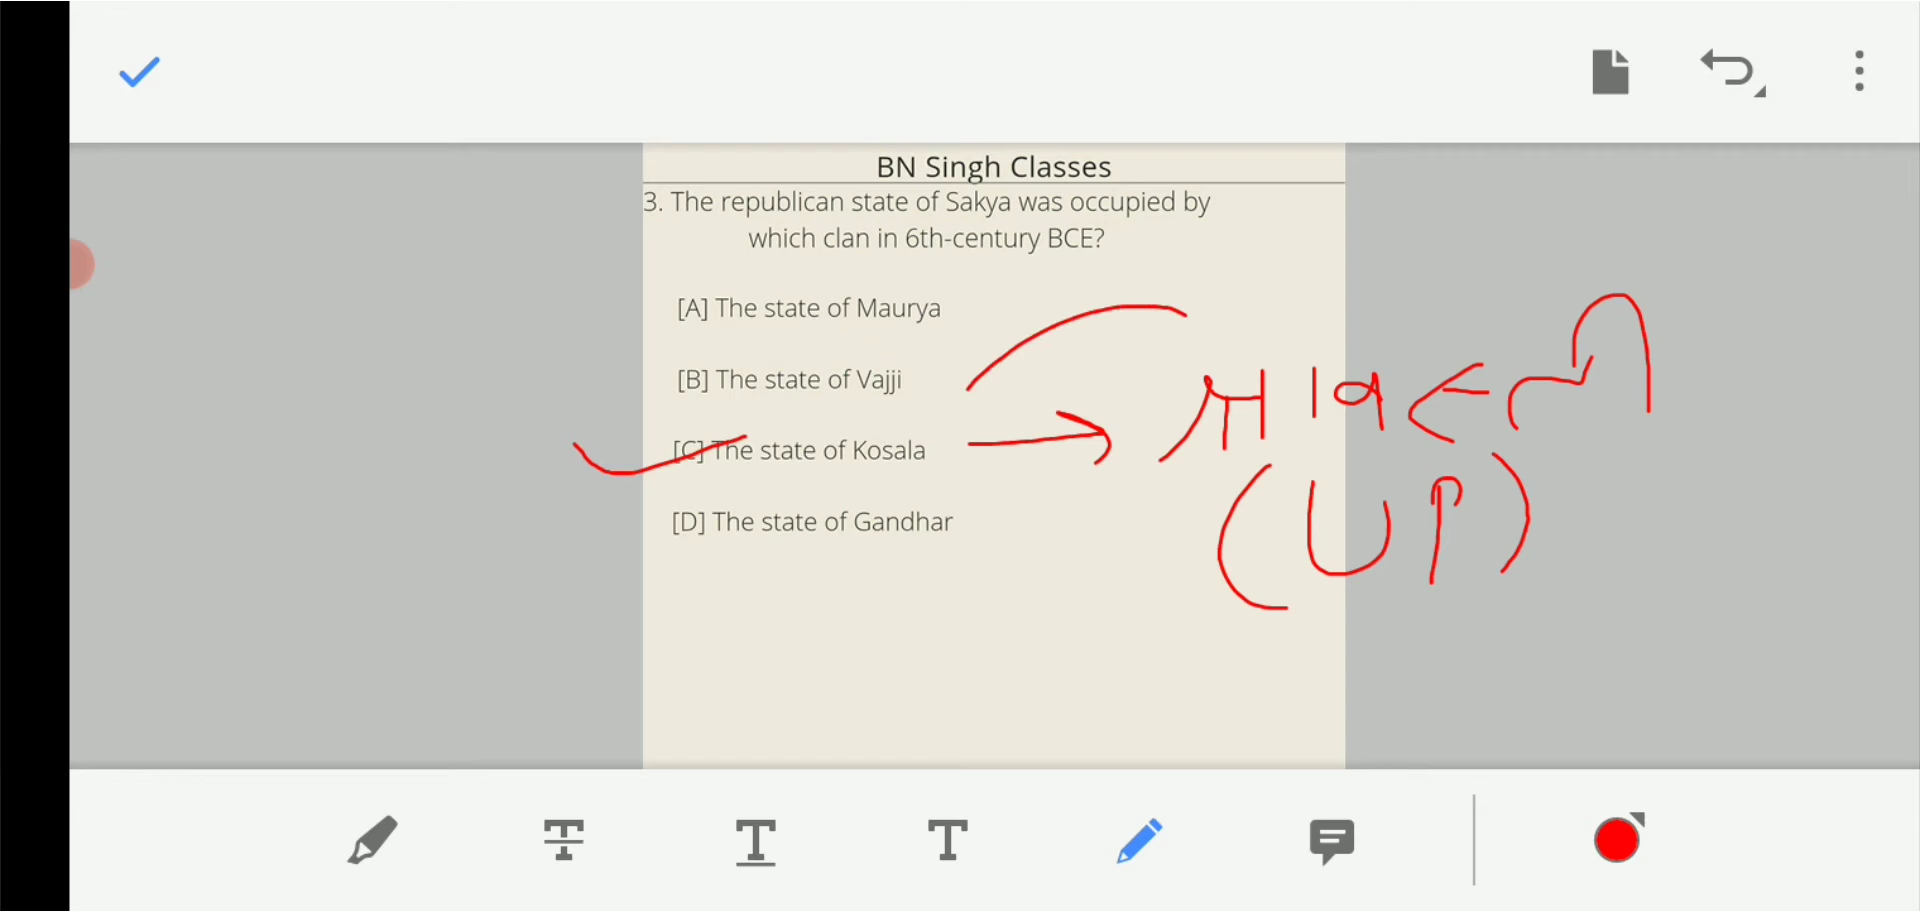 BN Singh Classes
3. The republican state of Sakya was occupied by
which clan in 6th-century BCE?
[A] The state of Maurya
[B] The state of Vajji
[C] The state of Kosala
[D] The state of Gandhar
(UP)